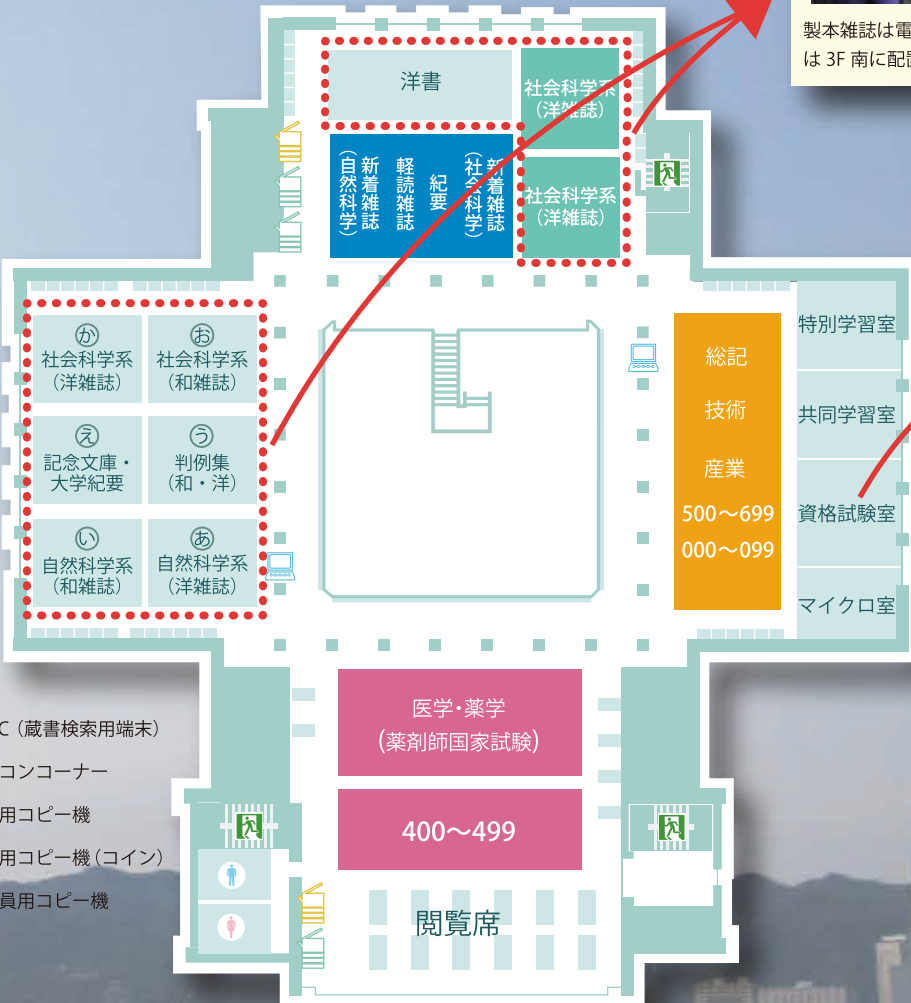 製本雑誌は電
は 3F 南に配
洋書
社会科学系
（洋雑誌）
新着雑誌
（社会科学）
紀要
軽読雑誌
新着雑誌
（自然科学）
社会科学系
（洋雑誌）
か
社会科学系
（洋雑誌）
お
社会科学系
（和雑誌）
え
記念文庫・
大学紀要
う
判例集
（和・洋）
い
自然科学系
（和雑誌）
あ
自然科学系
（洋雑誌）
総記
技術
産業
500〜699
000〜099
特別学習室
共同学習室
資格試験室
マイクロ室
医学・薬学
(薬剤師国家試験)
400〜499
閲覧席
C（蔵書検索用端末）
コンコーナー
用コピー機
用コピー機（コイン）
員用コピー機